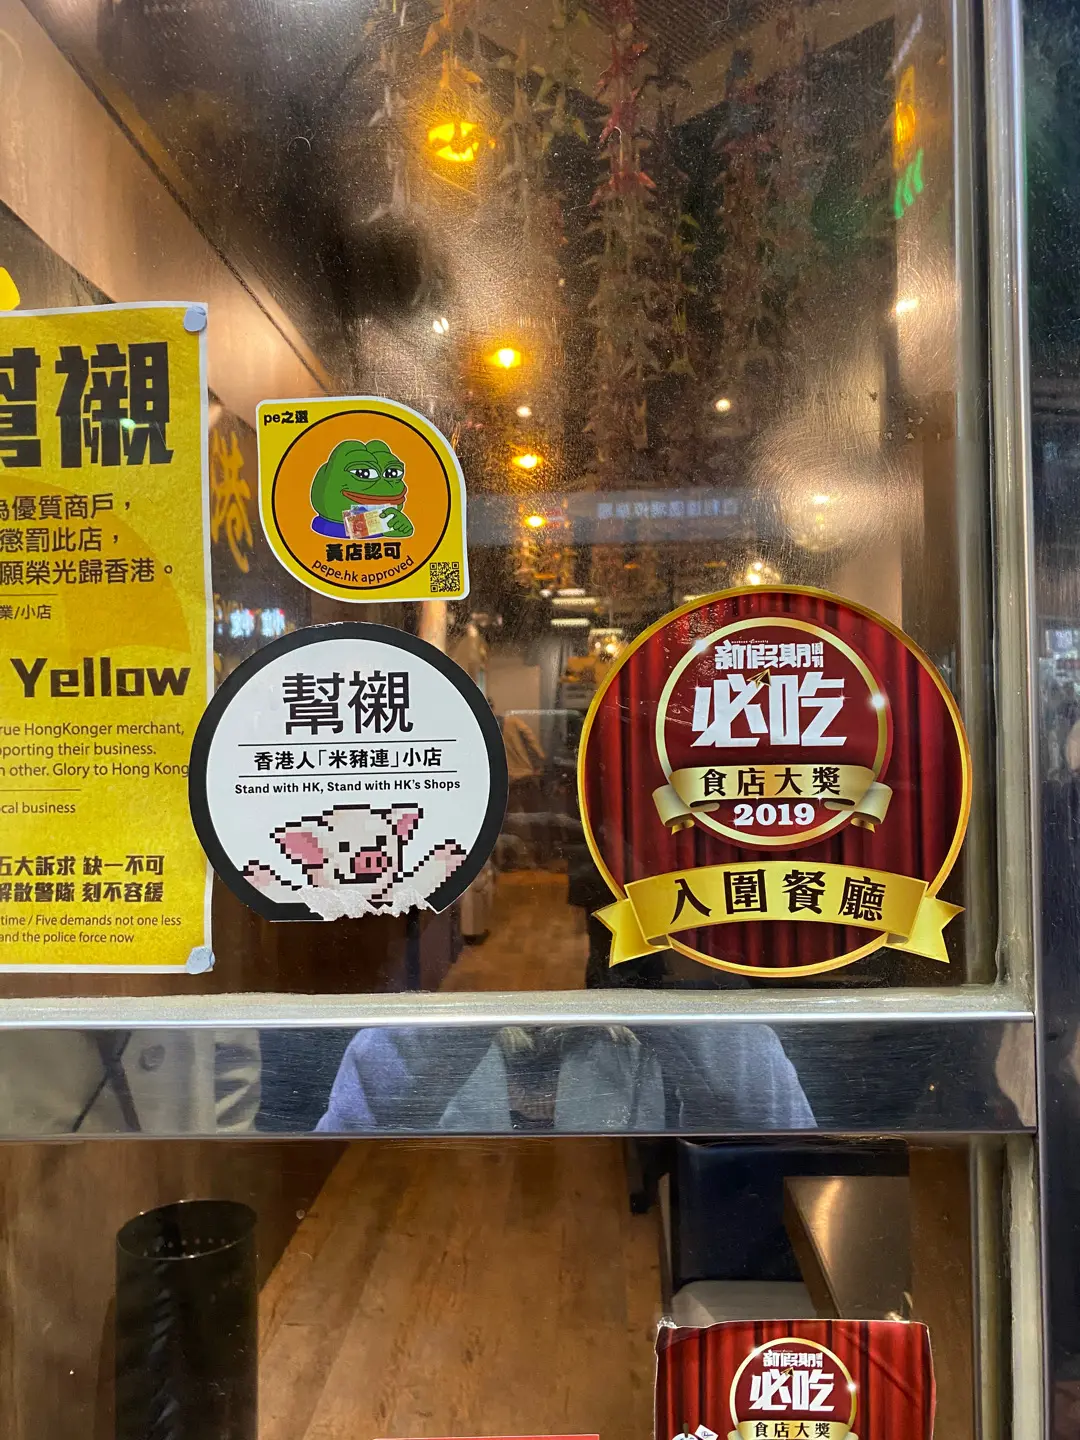 幫襯
為優質商戶，
懲罰此店，
願榮光歸香港。
業/小店
Yellow
rue HongKonger merchant,
pporting their business.
h other. Glory to Hong Kong
cal business
五大訴求 缺一不可
解散警隊 刻不容緩
time / Five demands not one less
and the police force now
pe之選
黃店認可
pepe.hk approved
幫襯
香港人「米豬連」小店
Stand with HK, Stand with HK's Shops
新假期周刊
必吃
食店大獎
2019
入圍餐廳
新假期周刊
必吃
食店大獎